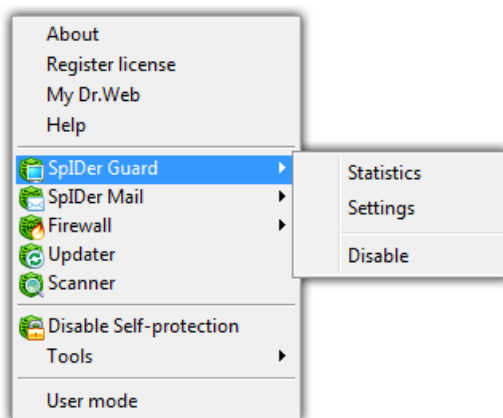 About
Register license
My Dr.Web
Help
SpIDer Guard
SpIDer Mail
Firewall
Updater
Scanner
Disable Self-protection
Tools
User mode
Statistics
Settings
Disable